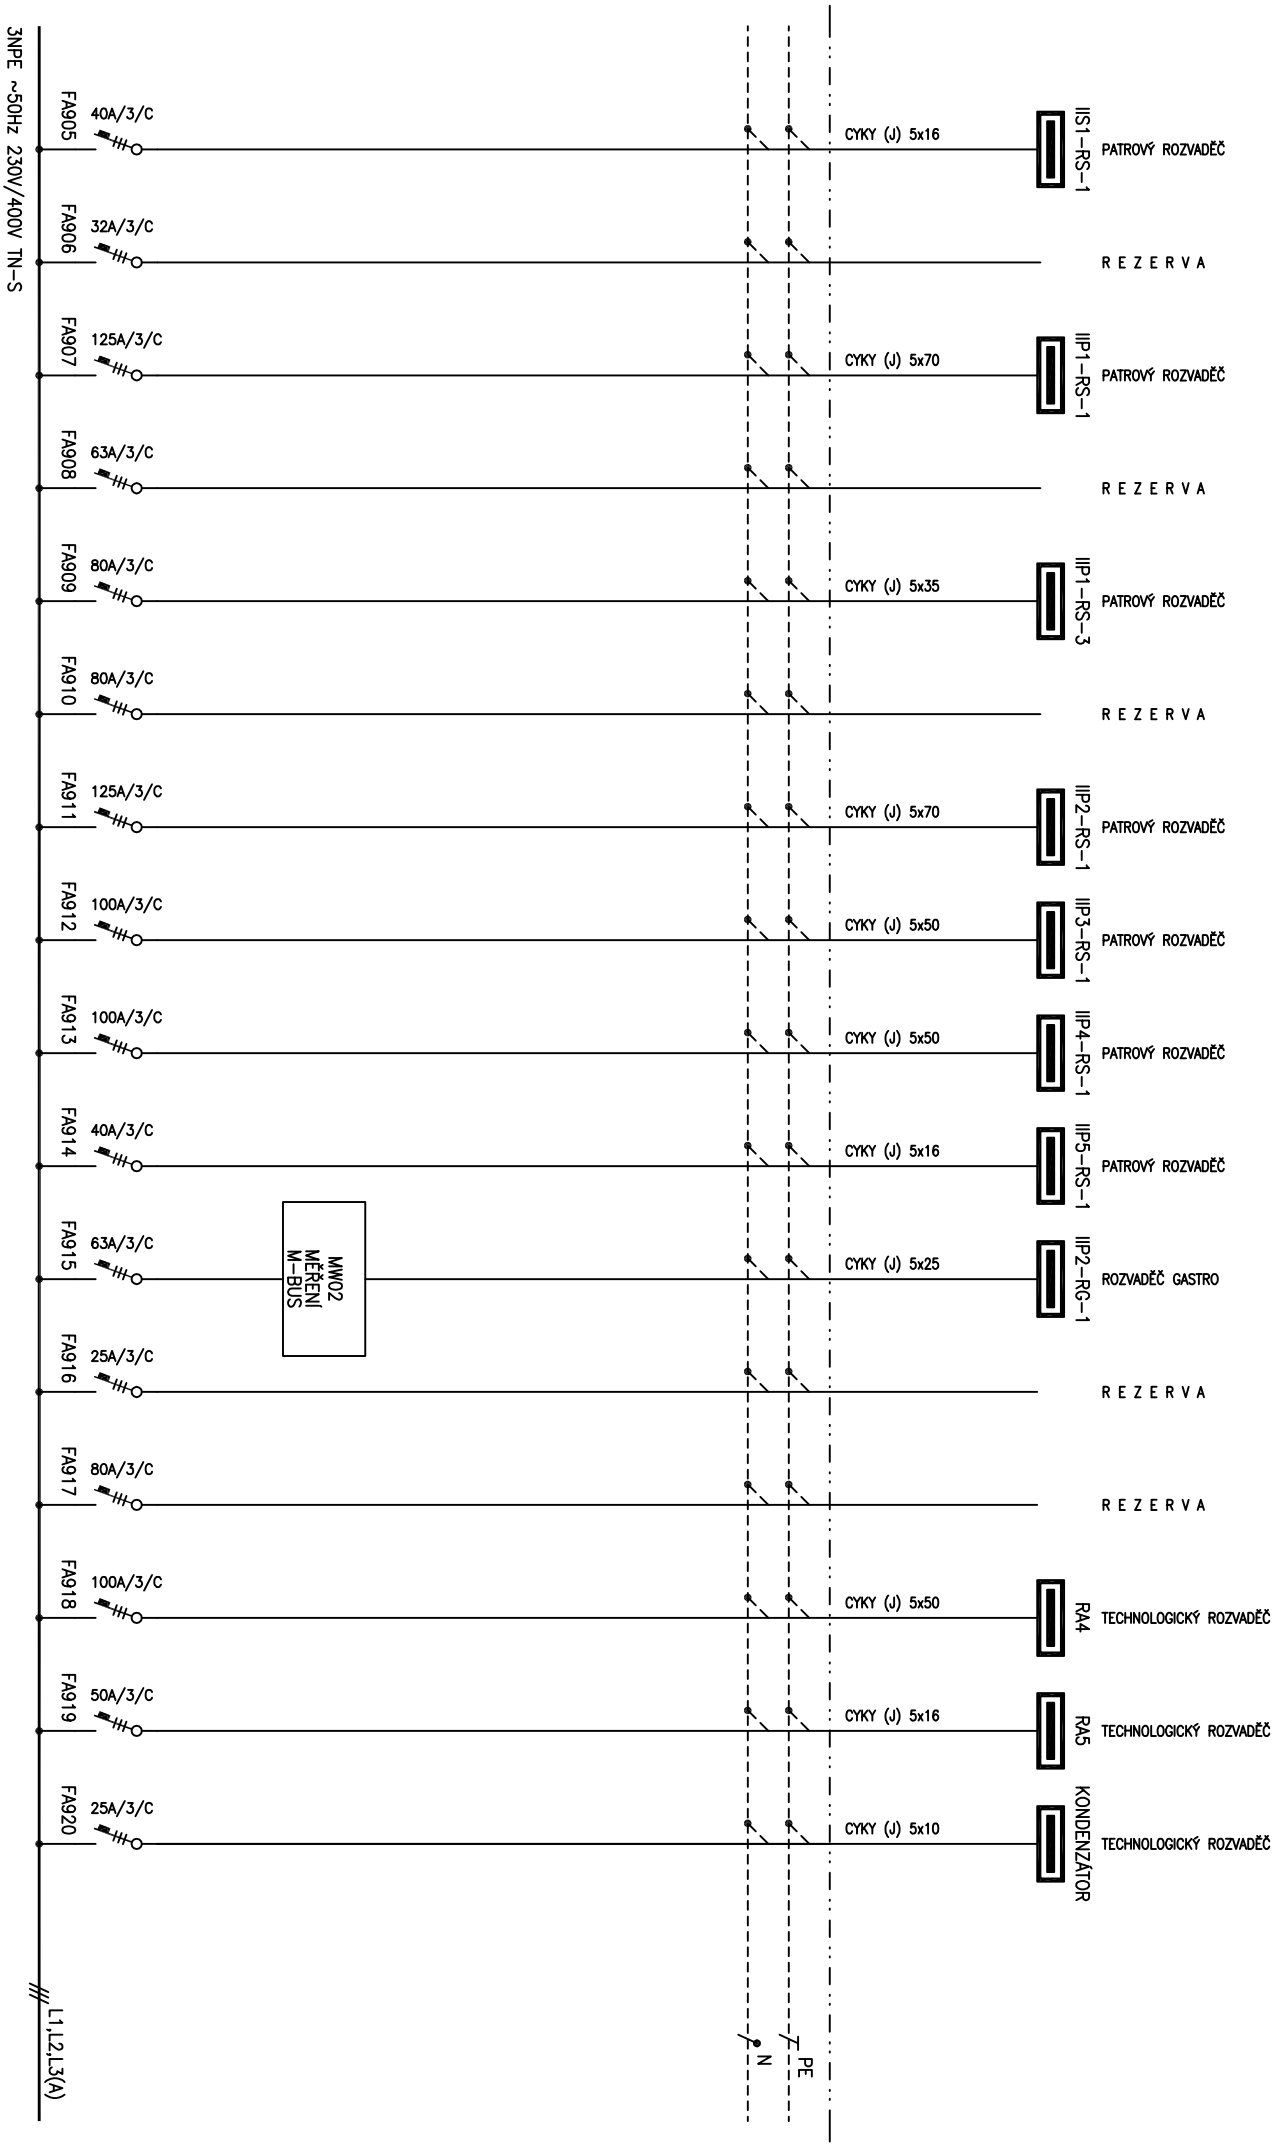 3NPE ~50Hz 230V/400V TN-S
FA905
40A/3/C
CYKY (J) 5x16
IIS1-RS-1
PATROVÝ ROZVADĚČ
FA906
32A/3/C
R E Z E R V A
FA907
125A/3/C
CYKY (J) 5x70
IIP1-RS-1
PATROVÝ ROZVADĚČ
FA908
63A/3/C
R E Z E R V A
FA909
80A/3/C
CYKY (J) 5x35
IIP1-RS-3
PATROVÝ ROZVADĚČ
FA910
80A/3/C
R E Z E R V A
FA911
125A/3/C
CYKY (J) 5x70
IIP2-RS-1
PATROVÝ ROZVADĚČ
FA912
100A/3/C
CYKY (J) 5x50
IIP3-RS-1
PATROVÝ ROZVADĚČ
FA913
100A/3/C
CYKY (J) 5x50
IIP4-RS-1
PATROVÝ ROZVADĚČ
FA914
40A/3/C
CYKY (J) 5x16
IIP5-RS-1
PATROVÝ ROZVADĚČ
FA915
63A/3/C
MW02
MĚŘENÍ
M-BUS
CYKY (J) 5x25
IIP2-RG-1
ROZVADĚČ GASTRO
FA916
25A/3/C
R E Z E R V A
FA917
80A/3/C
R E Z E R V A
FA918
100A/3/C
CYKY (J) 5x50
RA4
TECHNOLOGICKÝ ROZVADĚČ
FA919
50A/3/C
CYKY (J) 5x16
RA5
TECHNOLOGICKÝ ROZVADĚČ
FA920
25A/3/C
CYKY (J) 5x10
KONDENZÁTOR
TECHNOLOGICKÝ ROZVADĚČ
L1,L2,L3(A)
N
PE